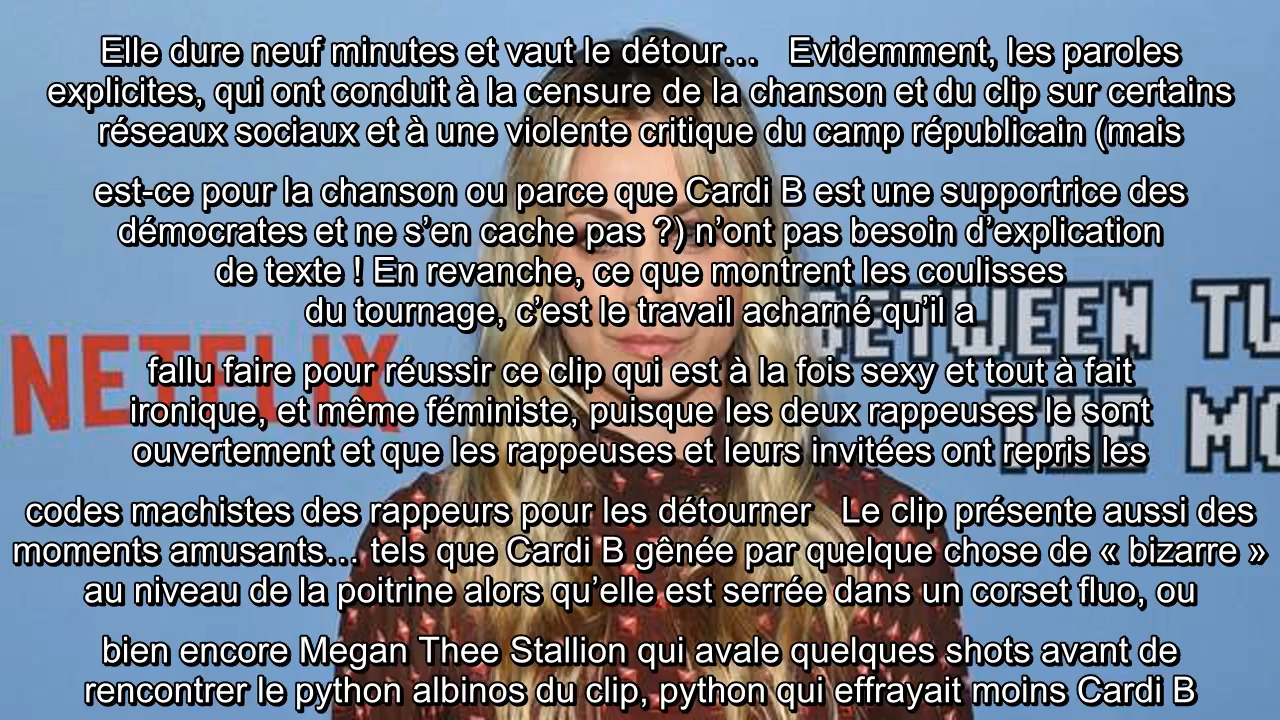 Elle dure neuf minutes et vaut le détour… Evidemment, les paroles
explicites, qui ont conduit à la censure de la chanson et du clip sur certains
réseaux sociaux et à une violente critique du camp républicain (mais
est-ce pour la chanson ou parce que Cardi B est une supportrice des
démocrates et ne s’en cache pas ?) n’ont pas besoin d’explication
de texte ! En revanche, ce que montrent les coulisses
du tournage, c’est le travail acharné qu’il a
fallu faire pour réussir ce clip qui est à la fois sexy et tout à fait
ironique, et même féministe, puisque les deux rappeuses le sont
ouvertement et que les rappeuses et leurs invitées ont repris les
codes machistes des rappeurs pour les détourner Le clip présente aussi des
moments amusants… tels que Cardi B gênée par quelque chose de « bizarre »
au niveau de la poitrine alors qu’elle est serrée dans un corset fluo, ou
bien encore Megan Thee Stallion qui avale quelques shots avant de
rencontrer le python albinos du clip, python qui effrayait moins Cardi B
NETFLIX
BETWEEN TW
THE MO